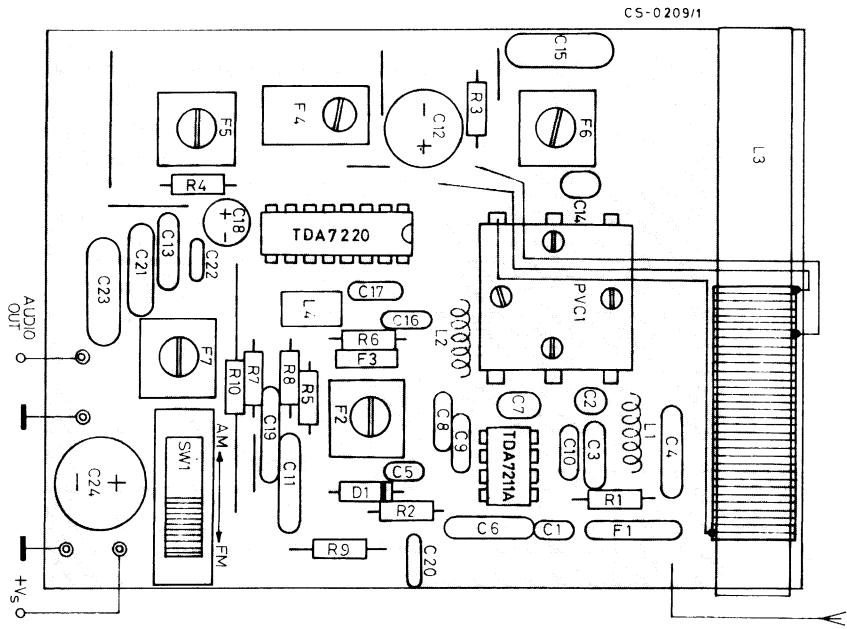 CS-0209/1
C15
F5
F4
C12
-
+
R3
F6
L3
R4
C18
+
-
C14
TDA7220
C23
C21
C13
C22
PVC1
L4
C17
C16
L2
AUDIO
OUT
F7
R6
F3
R10
R7
R8
R5
F2
C8
C9
C7
C2
L1
TDA7211A
C10
C3
C4
C19
C11
AM
SW1
FM
C24
+
-
C5
D1
R2
R1
C6
C1
F1
R9
C20
+Vs